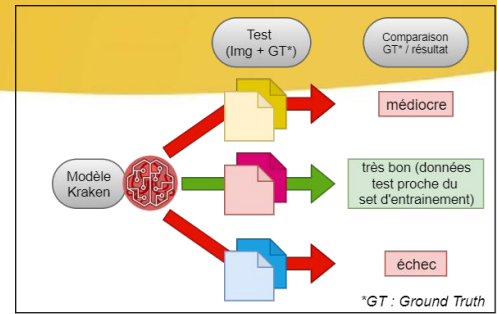 Test
(Img + GT*)
Comparaison
GT* / résultat
médiocre
Modèle
Kraken
très bon (données
test proche du
set d'entrainement)
échec
*GT : Ground Truth